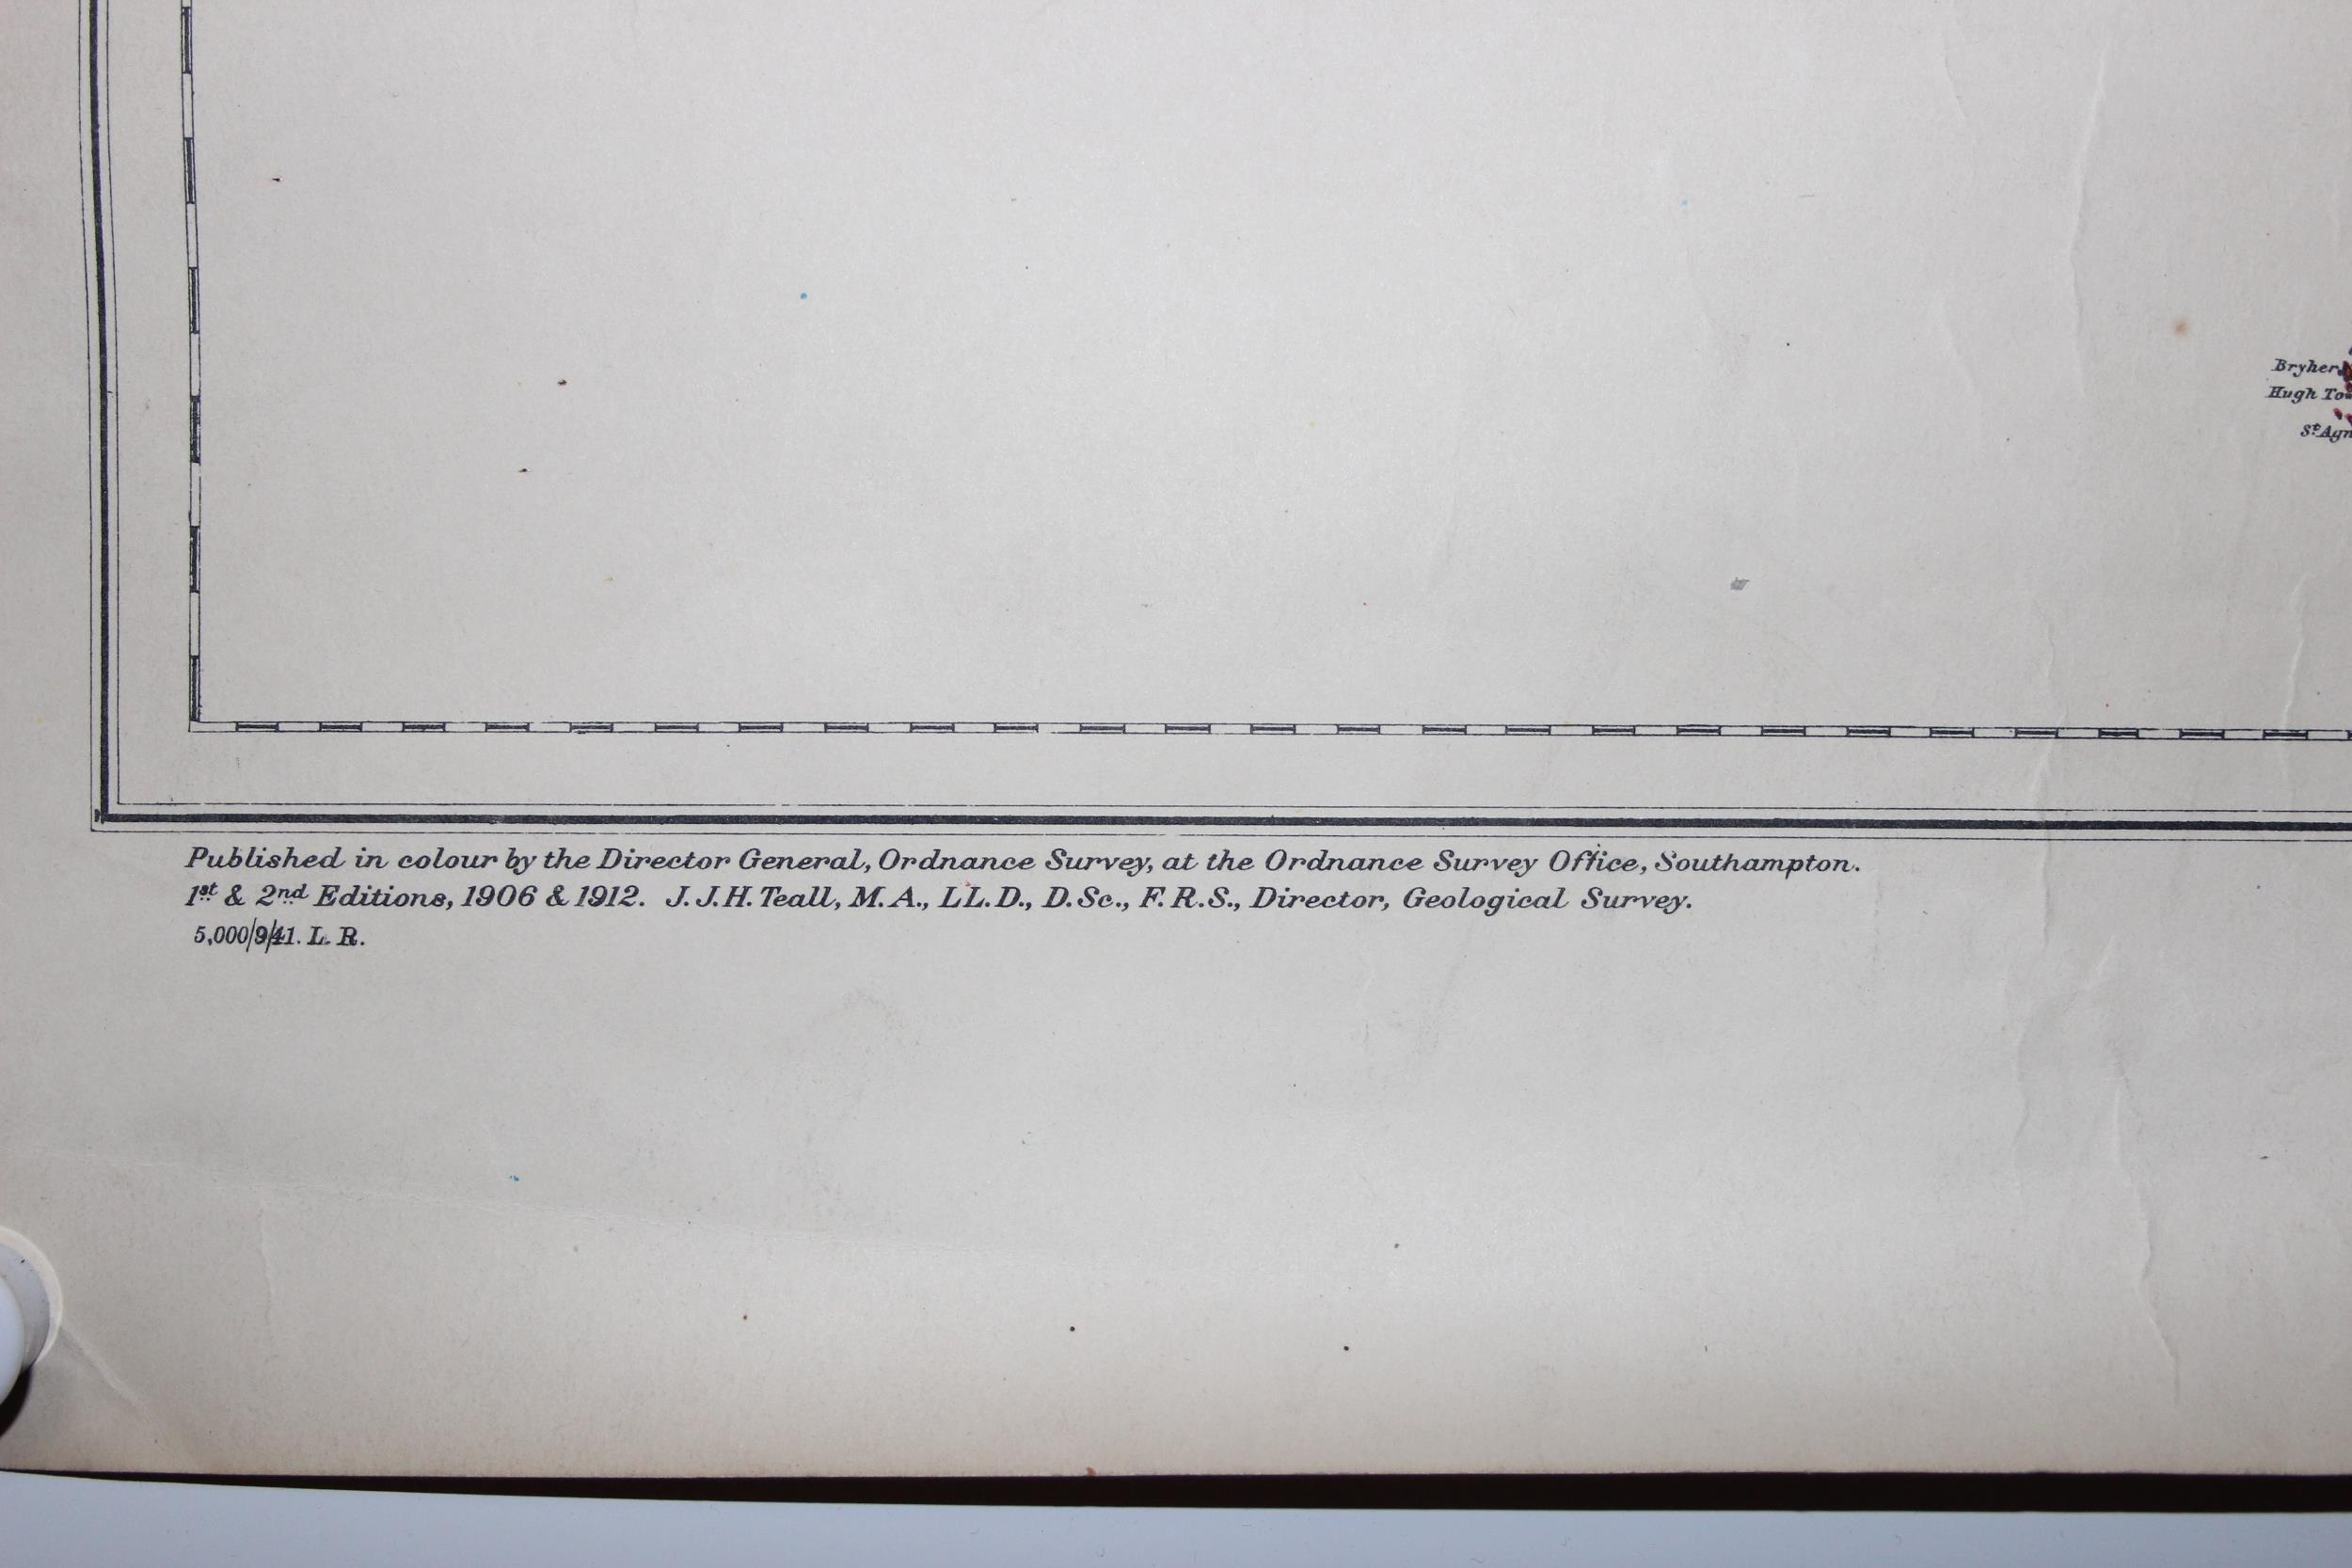 Bryher
Hugh To
St. Agn
Published in colour by the Director General, Ordnance Survey, at the Ordnance Survey Office, Southampton.
1st & 2nd Editions, 1906 & 1912. J. J. H. Teall, M. A., LL. D., D. Sc., F. R. S., Director, Geological Survey.
5,000/9/41. L. R.